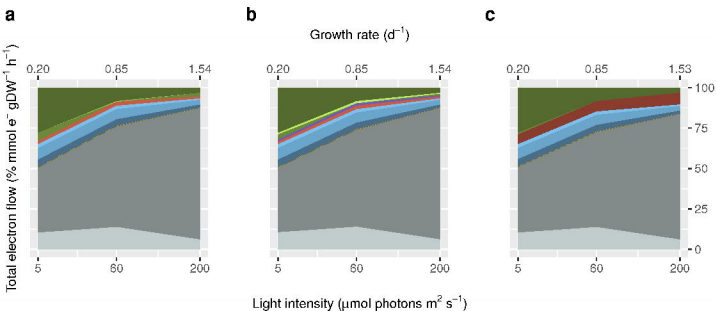 a b c
Growth rate (d⁻¹)
0.20 0.85 1.54 0.20 0.85 1.54 0.20 0.85 1.53
Total electron flow (% mmol e⁻ gDW⁻¹ h⁻¹)
100
75
50
25
0
5 60 200 5 60 200 5 60 200
Light intensity (μmol photons m² s⁻¹)